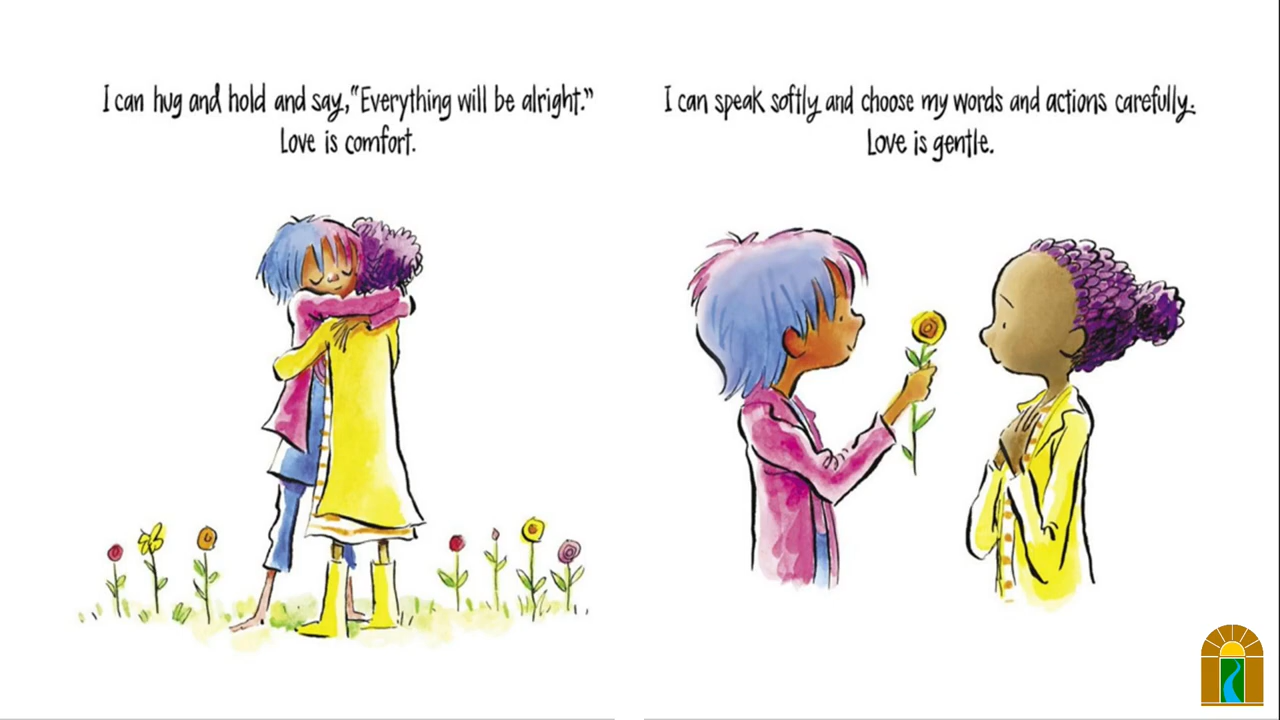 I can hug and hold and say, "Everything will be alright."
Love is comfort.
I can speak softly and choose my words and actions carefully.
Love is gentle.